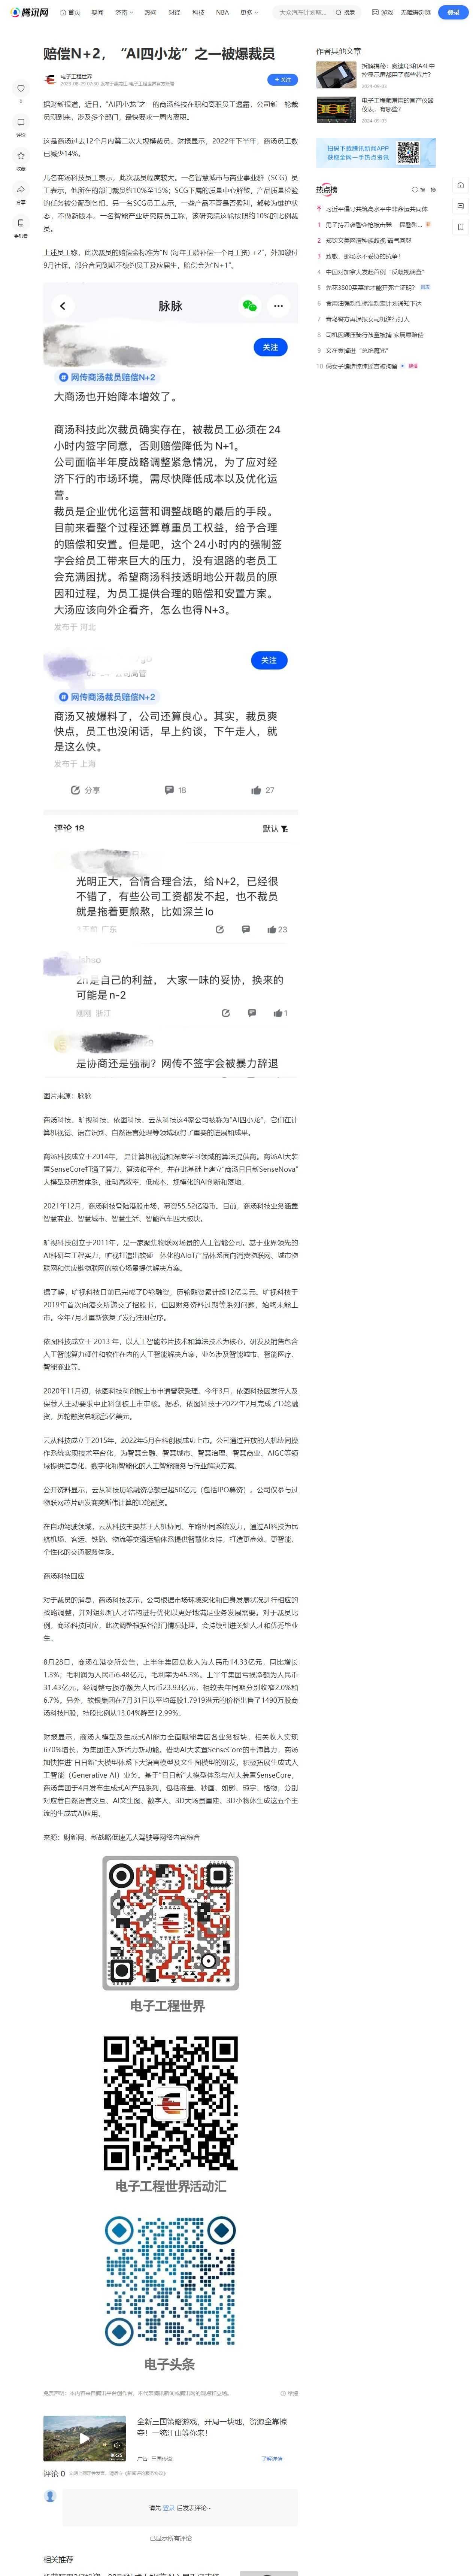 腾讯网
首页
要闻
济南
热问
财经
科技
NBA
更多
大众汽车计划取...
搜索
游戏
无障碍浏览
登录
赔偿N+2，“AI四小龙”之一被爆裁员
电子工程世界
关注
0
评论
收藏
分享
手机看
据财新报道，近日，“AI四小龙”之一的商汤科技在职和离职员工透露，公司新一轮裁
员潮到来，涉及多个部门，最快要求一周内离职。
这是商汤过去12个月内第二次大规模裁员。财报显示，2022年下半年，商汤员工数
已减少14%。
几名商汤科技员工表示，此次裁员幅度较大。一名智慧城市与商业事业群（SCG）员
工表示，他所在的部门裁员约10%至15%；SCG下属的质量中心解散，产品质量检验
的任务被分配到各组。另一名SCG员工表示，一些产品不管是否盈利，都转为维护状
态，不做新版本。一名智能产业研究院员工称，该研究院这轮按期约10%的比例裁
员。
上述员工称，此次裁员的赔偿金标准为“N (每年工龄补偿一个月工资) +2”，外加缴付
9月社保，部分合同到期不续约员工及应届生，赔偿金为“N+1”。
脉脉
关注
网传商汤裁员赔偿N+2
大商汤也开始降本增效了。
商汤科技此次裁员确实存在，被裁员工必须在24
小时内签字同意，否则赔偿降低为N+1。
公司面临半年度战略调整紧急情况，为了应对经
济下行的市场环境，需尽快降低成本以及优化运
营。
裁员是企业优化运营和调整战略的最后的手段。
目前来看整个过程还算尊重员工权益，给予合理
的赔偿和安置。但是吧，这个24小时内的强制签
字会给员工带来巨大的压力，没有退路的老员工
会充满困扰。希望商汤科技透明地公开裁员的原
因和过程，为员工提供合理的赔偿和安置方案。
大汤应该向外企看齐，怎么也得N+3。
发布于 河北
关注
网传商汤裁员赔偿N+2
商汤又被爆料了，公司还算良心。其实，裁员爽
快点，员工也没闲话，早上约谈，下午走人，就
是这么快。
发布于 上海
分享
18
27
评论 18
默认
光明正大，合情合理合法，给N+2，已经很
不错了，有些公司工资都发不起，也不裁员
就是拖着更煎熬，比如深兰lo
广东
23
2n是自己的利益，大家一味的妥协，换来的
可能是n-2
刚刚 浙江
1
是协商还是强制？网传不签字会被暴力辞退
图片来源：脉脉
商汤科技、旷视科技、依图科技、云从科技这4家公司被称为“AI四小龙”，它们在计
算机视觉、语音识别、自然语言处理等领域取得了重要的进展和成果。
商汤科技成立于2014年， 是计算机视觉和深度学习领域的算法提供商。商汤AI大装
置SenseCore打通了算力、算法和平台，并在此基础上建立“商汤日日新SenseNova”
大模型及研发体系，推动高效率、低成本、规模化的AI创新和落地。
2021年12月，商汤科技登陆港股市场，募资55.52亿港币。目前，商汤科技业务涵盖
智慧商业、智慧城市、智慧生活、智能汽车四大板块。
旷视科技创立于2011年，是一家聚焦物联网场景的人工智能公司。基于业界领先的
AI科研与工程实力，旷视打造出软硬一体化的AIoT产品体系面向消费物联网、城市物
联网和供应链物联网的核心场景提供解决方案。
据了解，旷视科技目前已完成了D轮融资，历轮融资累计超12亿美元。旷视科技于
2019年首次向港交所递交了招股书，但因财务资料过期等系列问题，始终未能上
市。今年7月才重新恢复了发行注册程序。
依图科技成立于 2013 年，以人工智能芯片技术和算法技术为核心，研发及销售包含
人工智能算力硬件和软件在内的人工智能解决方案，业务涉及智能城市、智能医疗、
智能商业等。
2020年11月初，依图科技科创板上市申请曾获受理。今年3月，依图科技因发行人及
保荐人主动要求中止科创板上市审核。据悉，依图科技于2022年2月完成了D轮融
资，历轮融资总额近5亿美元。
云从科技成立于2015年，2022年5月在科创板成功上市。公司通过开放的人机协同操
作系统实现技术平台化，为智慧金融、智慧城市、智慧治理、智慧商业、AIGC等领
域提供信息化、数字化和智能化的人工智能服务与行业解决方案。
公开资料显示，云从科技历轮融资总额已超50亿元（包括IPO募资）。公司仅参与过
物联网芯片研发商奕斯伟计算的D轮融资。
在自动驾驶领域，云从科技主要基于人机协同、车路协同系统发力，通过AI科技为民
航机场、客运、铁路、物流等交通运输体系提供智慧化支持，打造更高效、更智能、
个性化的交通服务体系。
商汤科技回应
对于裁员的消息，商汤科技表示，公司根据市场环境变化和自身发展状况进行相应的
战略调整，并对组织和人才结构进行优化以更好地满足业务发展需要。对于裁员比
例，商汤科技回应，此次调整根据各部门情况处理，会持续引进关键人才和优秀毕业
生。
8月28日，商汤在港交所公告，上半年集团总收入为人民币14.33亿元，同比增长
1.3%；毛利润为人民币6.48亿元，毛利率为45.3%。上半年集团亏损净额为人民币
31.43亿元，经调整亏损净额为人民币23.93亿元，相较去年同期分别收窄2.0%和
6.7%。另外，软银集团在7月31日以平均每股1.7919港元的价格出售了1490万股商
汤科技H股，持股比例从13.04%降至12.99%。
财报显示，商汤大模型及生成式AI能力全面赋能集团各业务板块，相关收入实现
670%增长，为集团注入新活力新动能。借助AI大装置SenseCore的丰沛算力，商汤
加快推进“日日新”大模型体系下大语言模型及文生图模型的研发，积极拓展生成式人
工智能（Generative AI）业务。基于“日日新”大模型体系与AI大装置SenseCore，
商汤集团于4月发布生成式AI产品系列，包括商量、秒画、如影、琼宇、格物，分别
对应着自然语言交互、AI文生图、数字人、3D大场景重建、3D小物体生成这五个主
流的生成式AI应用。
来源：财新网、新战略低速无人驾驶等网络内容综合
电子工程世界
电子工程世界活动汇
电子头条
免责声明：本内容来自腾讯平台创作者，不代表腾讯新闻或腾讯网的观点和立场。
举报
00:25
全新三国策略游戏，开局一块地，资源全靠掠
夺！一统江山等你来！
广告
三国传说
了解详情
评论 0
请先 登录 后发表评论~
已显示所有评论
相关推荐
作者其他文章
拆解揭秘：奥迪Q3和A4L中
控显示屏都用了哪些芯片？
2024-09-03
电子工程师常用的国产仪器
仪表，有哪些？
2024-09-03
扫码下载腾讯新闻APP
获取全网一手热点资讯
热点榜
换一换
习近平倡导共筑高水平中非命运共同体
1
男子持刀袭警夺枪被击毙 一民警殉...
2
郑钦文美网遭种族歧视 霸气回怼
3
致敬，那场永不妥协的抗争！
4
中国对加拿大发起首例“反歧视调查”
5
先花3800买墓地才能开死亡证明？
6
食用油强制性标准制定计划通知下达
7
青岛警方再通报女司机逆行打人
8
司机因碾压骑行孩童被捕 家属愿赔偿
9
文在寅掉进“总统魔咒”
10
俩女子编造惊悚谣言被拘留
辟谣